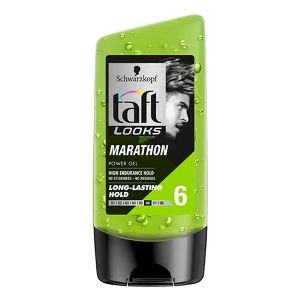 Schwarzkopf
taft
LOOKS
MARATHON
POWER GEL
HIGH ENDURANCE HOLD
NO STICKINESS - NO RESIDUES
LONG-LASTING
HOLD
6